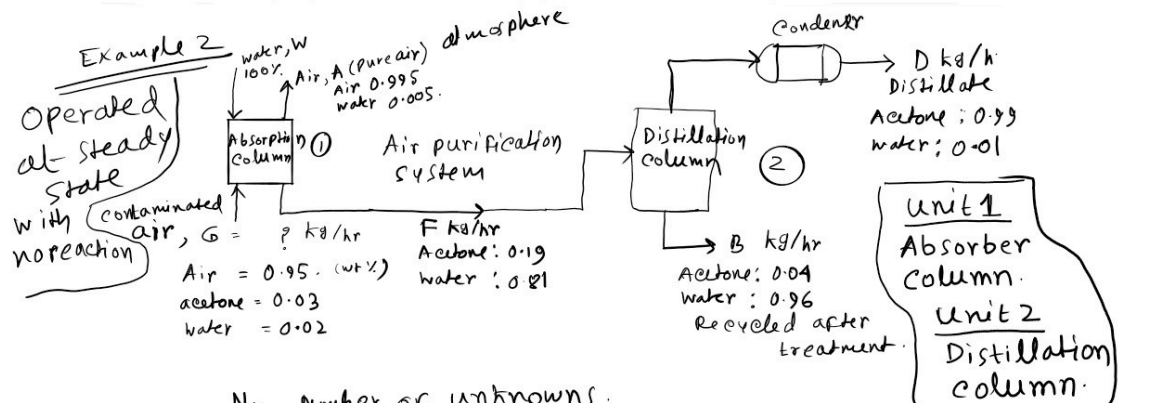 Example 2
Operated
at steady
state
with
no reaction
water, W
100%
Air, A (Pure air) atmosphere
Air 0.995
water 0.005.
Absorption
column
①
Air purification
system
contaminated
air, G = ? kg/hr
Air = 0.95. (wt%)
acetone = 0.03
water = 0.02
F kg/hr
Acetone: 0.19
water: 0.81
Distillation
column
②
Condenser
D kg/h
Distillate
Acetone; 0.99
water: 0.01
B kg/hr
Acetone: 0.04
water: 0.96
Recycled after
treatment.
unit 1
Absorber
column.
unit 2
Distillation
column.
number of unknowns.